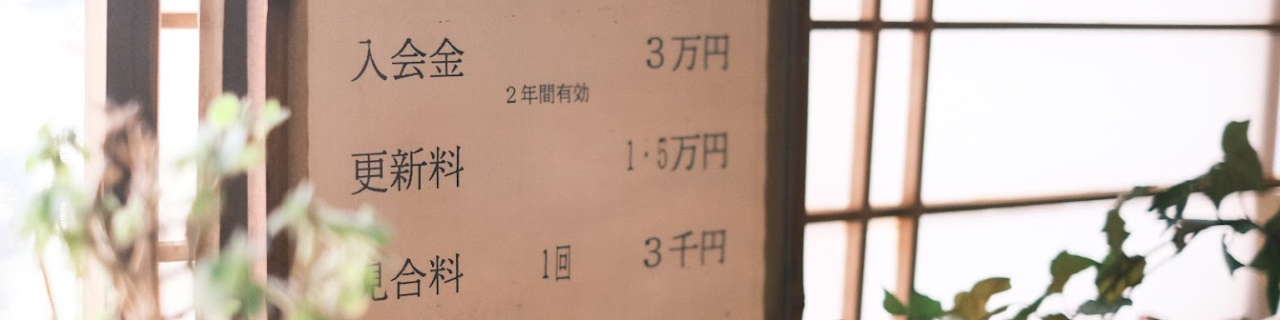 入会金 3万円
2年間有効
更新料 1·5万円
見合料 1回 3千円